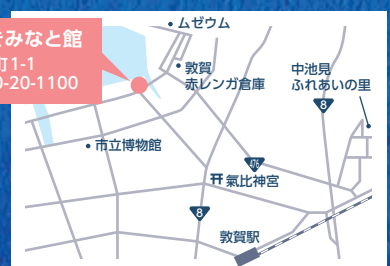 きみなと館
町1-1
0-20-1100
ムゼウム
敦賀
赤レンガ倉庫
中池見
ふれあいの里
8
市立博物館
476
氣比神宮
8
敦賀駅